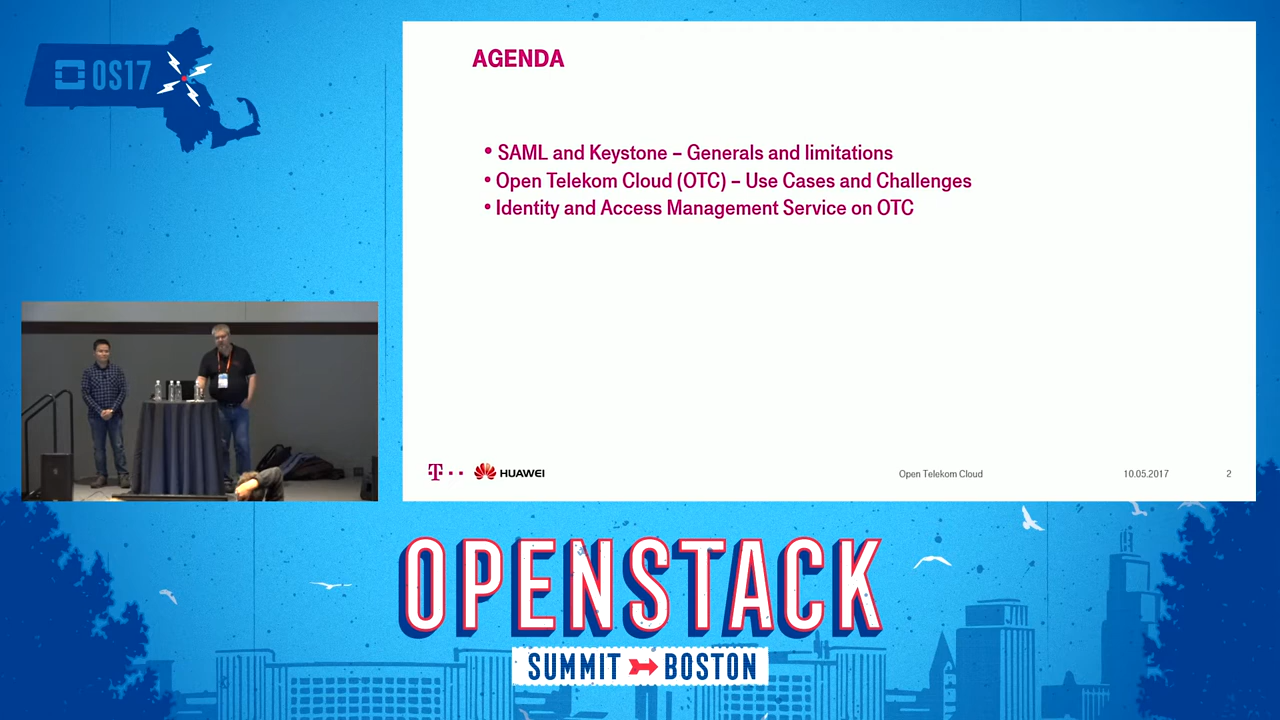 OS17
AGENDA
• SAML and Keystone – Generals and limitations
• Open Telekom Cloud (OTC) – Use Cases and Challenges
• Identity and Access Management Service on OTC
T
HUAWEI
Open Telekom Cloud
10.05.2017
2
OPENSTACK
SUMMIT BOSTON